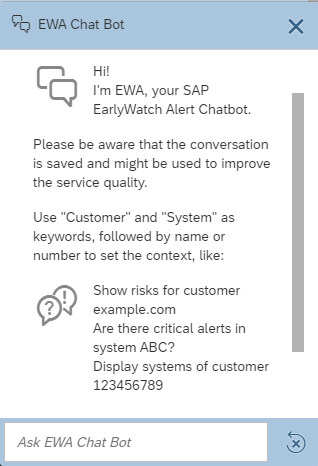 EWA Chat Bot
Hi!
I'm EWA, your SAP
EarlyWatch Alert Chatbot.
Please be aware that the conversation
is saved and might be used to improve
the service quality.
Use "Customer" and "System" as
keywords, followed by name or
number to set the context, like:
Show risks for customer
example.com
Are there critical alerts in
system ABC?
Display systems of customer
123456789
Ask EWA Chat Bot